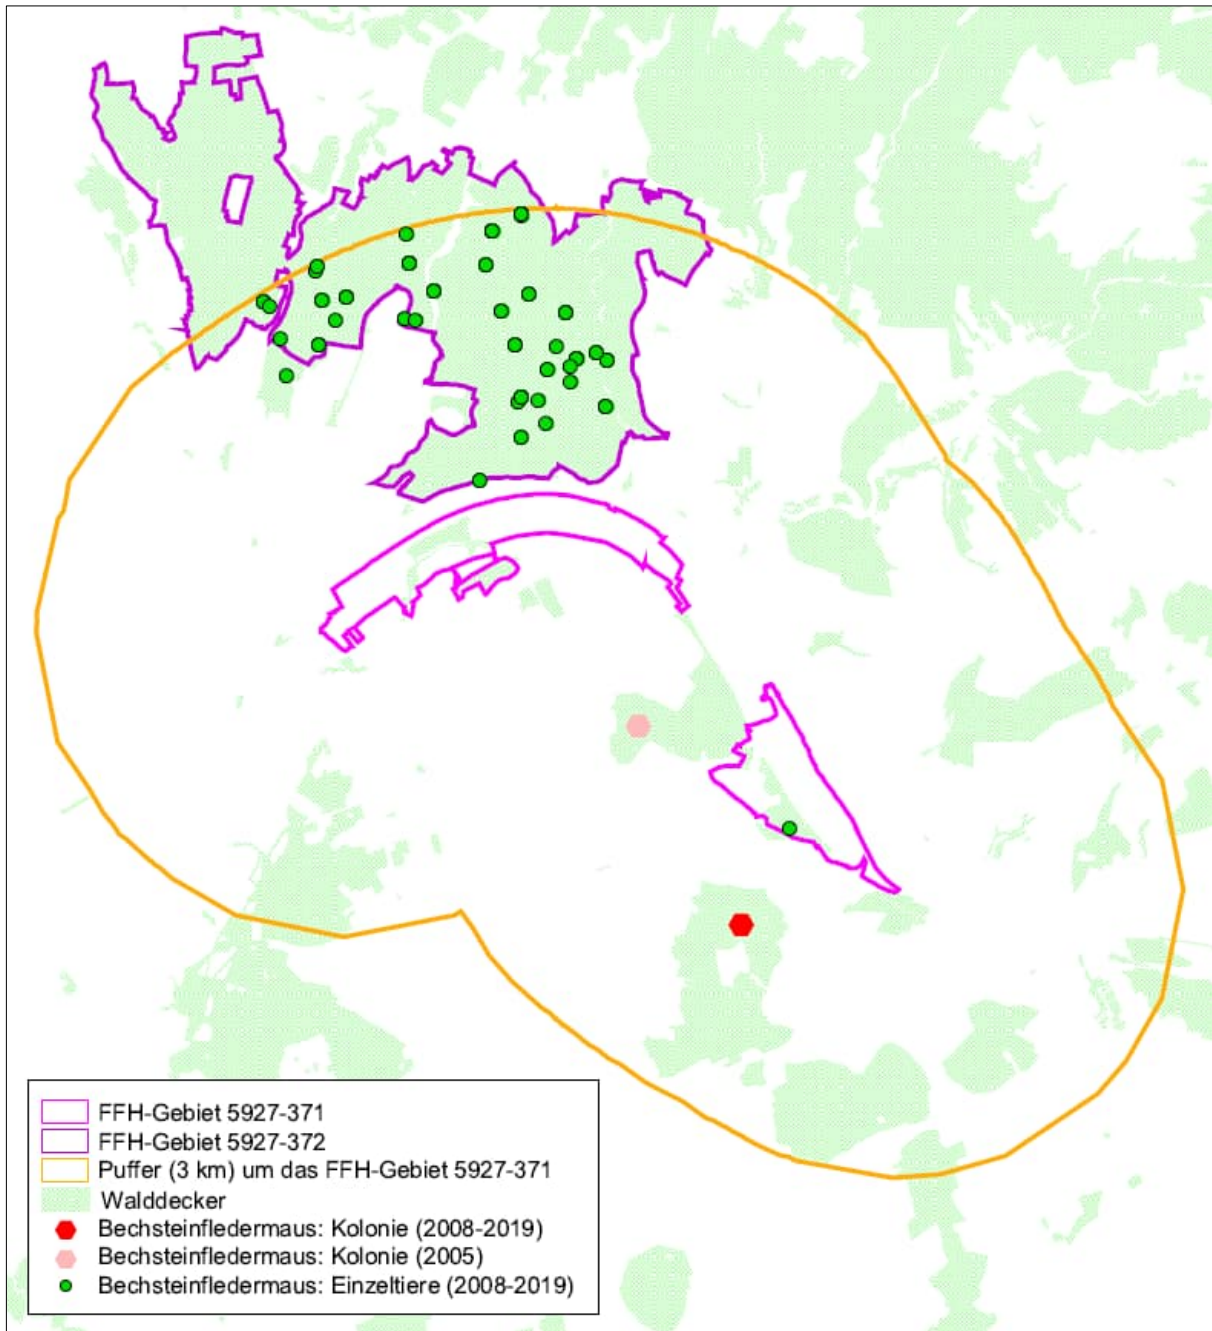 FFH-Gebiet 5927-371
FFH-Gebiet 5927-372
Puffer (3 km) um das FFH-Gebiet 5927-371
Walddecker
Bechsteinfledermaus: Kolonie (2008-2019)
Bechsteinfledermaus: Kolonie (2005)
Bechsteinfledermaus: Einzeltiere (2008-2019)